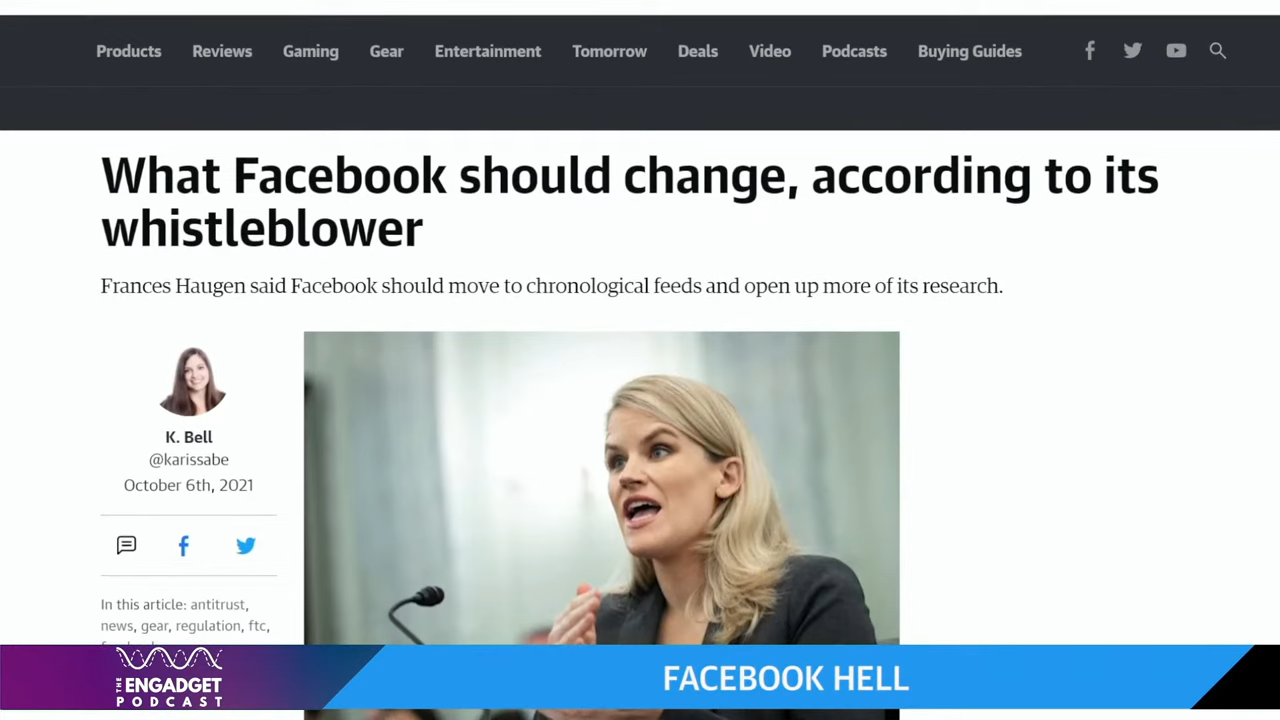 Products Reviews Gaming Gear Entertainment Tomorrow Deals Video Podcasts Buying Guides
What Facebook should change, according to its
whistleblower
Frances Haugen said Facebook should move to chronological feeds and open up more of its research.
K. Bell
@karissabe
October 6th, 2021
In this article: antitrust,
news, gear, regulation, ftc,
THE
ENGADGET
PODCAST
FACEBOOK HELL